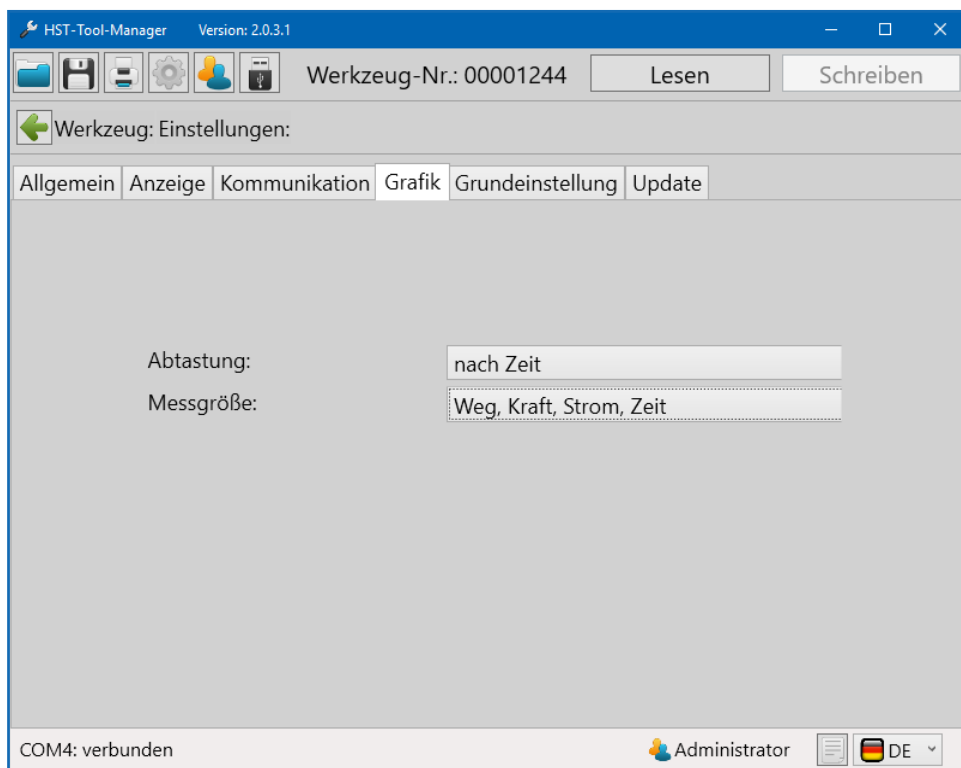 HST-Tool-Manager Version: 2.0.3.1
Werkzeug-Nr.: 00001244 Lesen Schreiben
Werkzeug: Einstellungen:
Allgemein Anzeige Kommunikation Grafik Grundeinstellung Update
Abtastung: nach Zeit
Messgröße: Weg, Kraft, Strom, Zeit
COM4: verbunden Administrator DE